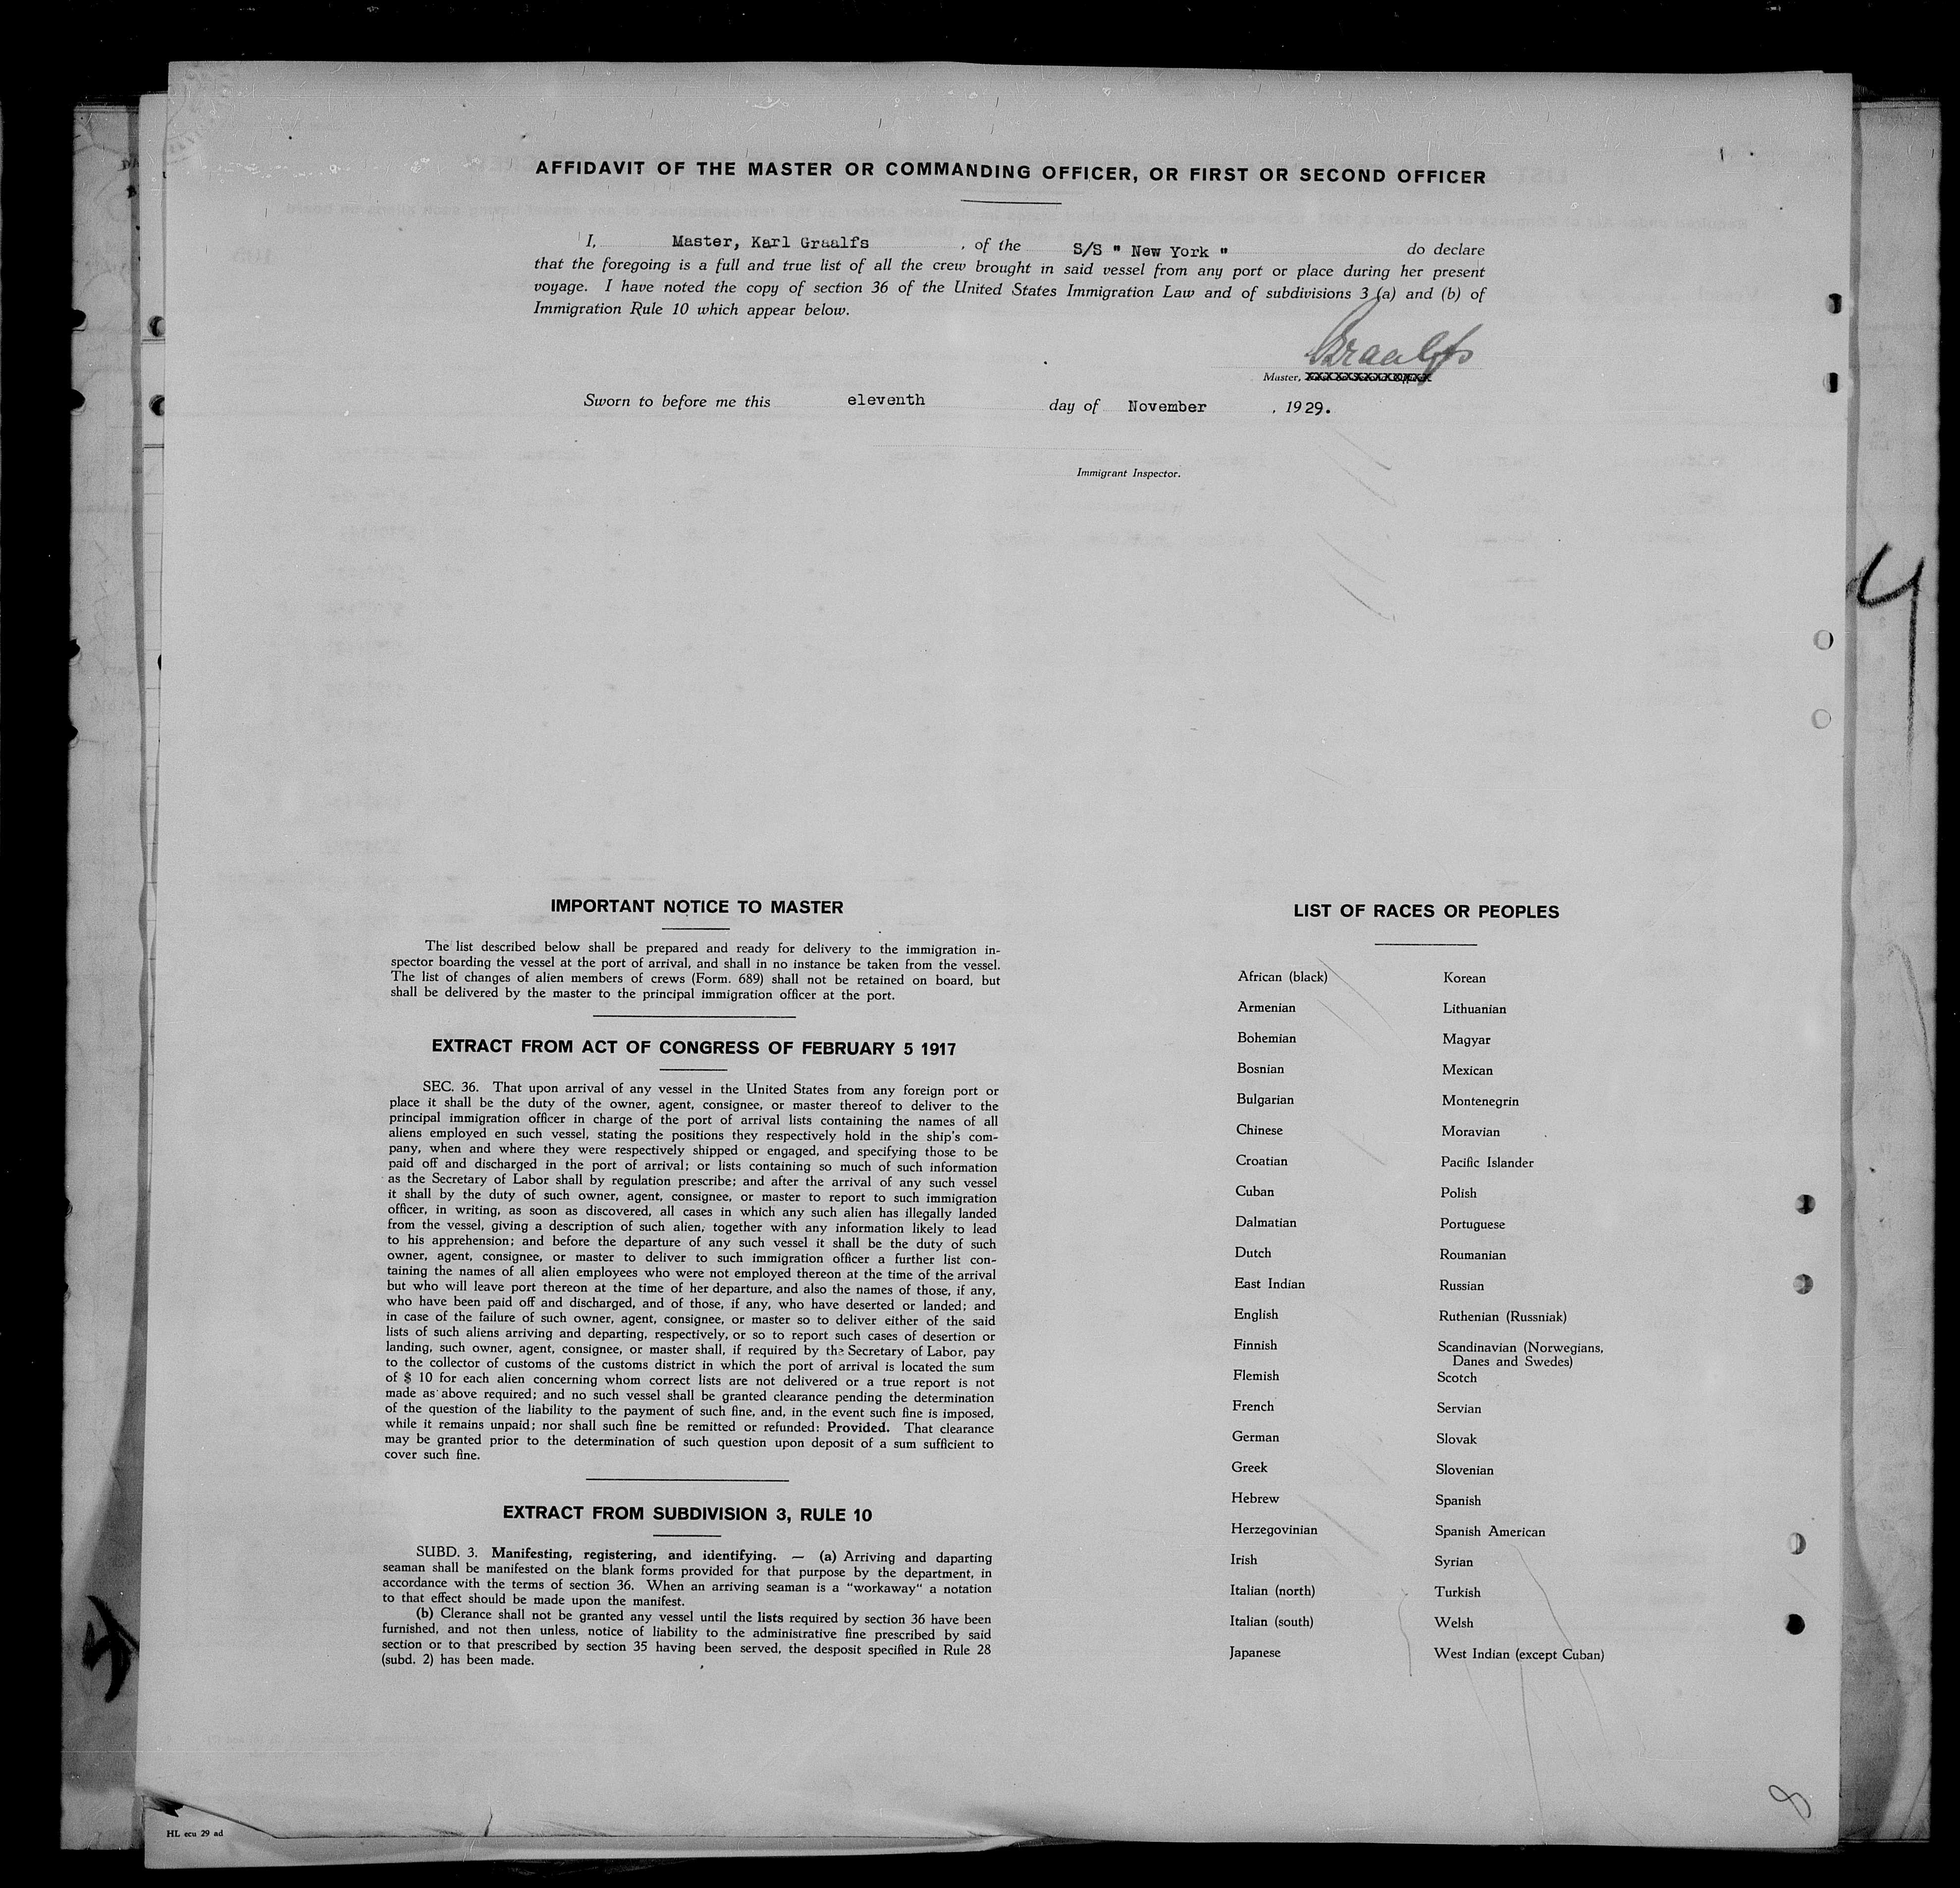 AFFIDAVIT OF THE MASTER OR COMMANDING OFFICER, OR FIRST OR SECOND OFFICER
I, Master, Karl Graalfs , of the S/S " New York " do declare
that the foregoing is a full and true list of all the crew brought in said vessel from any port or place during her present
voyage. I have noted the copy of section 36 of the United States Immigration Law and of subdivisions 3 (a) and (b) of
Immigration Rule 10 which appear below.
Graalfs
Master,
Sworn to before me this eleventh day of November , 1929.
Immigrant Inspector.
IMPORTANT NOTICE TO MASTER
The list described below shall be prepared and ready for delivery to the immigration in-
spector boarding the vessel at the port of arrival, and shall in no instance be taken from the vessel.
The list of changes of alien members of crews (Form. 689) shall not be retained on board, but
shall be delivered by the master to the principal immigration officer at the port.
EXTRACT FROM ACT OF CONGRESS OF FEBRUARY 5 1917
SEC. 36. That upon arrival of any vessel in the United States from any foreign port or
place it shall be the duty of the owner, agent, consignee, or master thereof to deliver to the
principal immigration officer in charge of the port of arrival lists containing the names of all
aliens employed en such vessel, stating the positions they respectively hold in the ship's com-
pany, when and where they were respectively shipped or engaged, and specifying those to be
paid off and discharged in the port of arrival; or lists containing so much of such information
as the Secretary of Labor shall by regulation prescribe; and after the arrival of any such vessel
it shall by the duty of such owner, agent, consignee, or master to report to such immigration
officer, in writing, as soon as discovered, all cases in which any such alien has illegally landed
from the vessel, giving a description of such alien, together with any information likely to lead
to his apprehension; and before the departure of any such vessel it shall be the duty of such
owner, agent, consignee, or master to deliver to such immigration officer a further list con-
taining the names of all alien employees who were not employed thereon at the time of the arrival
but who will leave port thereon at the time of her departure, and also the names of those, if any,
who have been paid off and discharged, and of those, if any, who have deserted or landed; and
in case of the failure of such owner, agent, consignee, or master so to deliver either of the said
lists of such aliens arriving and departing, respectively, or so to report such cases of desertion or
landing, such owner, agent, consignee, or master shall, if required by the Secretary of Labor, pay
to the collector of customs of the customs district in which the port of arrival is located the sum
of $ 10 for each alien concerning whom correct lists are not delivered or a true report is not
made as above required; and no such vessel shall be granted clearance pending the determination
of the question of the liability to the payment of such fine, and, in the event such fine is imposed,
while it remains unpaid; nor shall such fine be remitted or refunded: Provided. That clearance
may be granted prior to the determination of such question upon deposit of a sum sufficient to
cover such fine.
EXTRACT FROM SUBDIVISION 3, RULE 10
SUBD. 3. Manifesting, registering, and identifying. — (a) Arriving and daparting
seaman shall be manifested on the blank forms provided for that purpose by the department, in
accordance with the terms of section 36. When an arriving seaman is a "workaway" a notation
to that effect should be made upon the manifest.
(b) Clerance shall not be granted any vessel until the lists required by section 36 have been
furnished, and not then unless, notice of liability to the administrative fine prescribed by said
section or to that prescribed by section 35 having been served, the desposit specified in Rule 28
(subd. 2) has been made.
LIST OF RACES OR PEOPLES
African (black) Korean
Armenian Lithuanian
Bohemian Magyar
Bosnian Mexican
Bulgarian Montenegrin
Chinese Moravian
Croatian Pacific Islander
Cuban Polish
Dalmatian Portuguese
Dutch Roumanian
East Indian Russian
English Ruthenian (Russniak)
Finnish Scandinavian (Norwegians,
Danes and Swedes)
Flemish Scotch
French Servian
German Slovak
Greek Slovenian
Hebrew Spanish
Herzegovinian Spanish American
Irish Syrian
Italian (north) Turkish
Italian (south) Welsh
Japanese West Indian (except Cuban)
8
HL ecu 29 ad